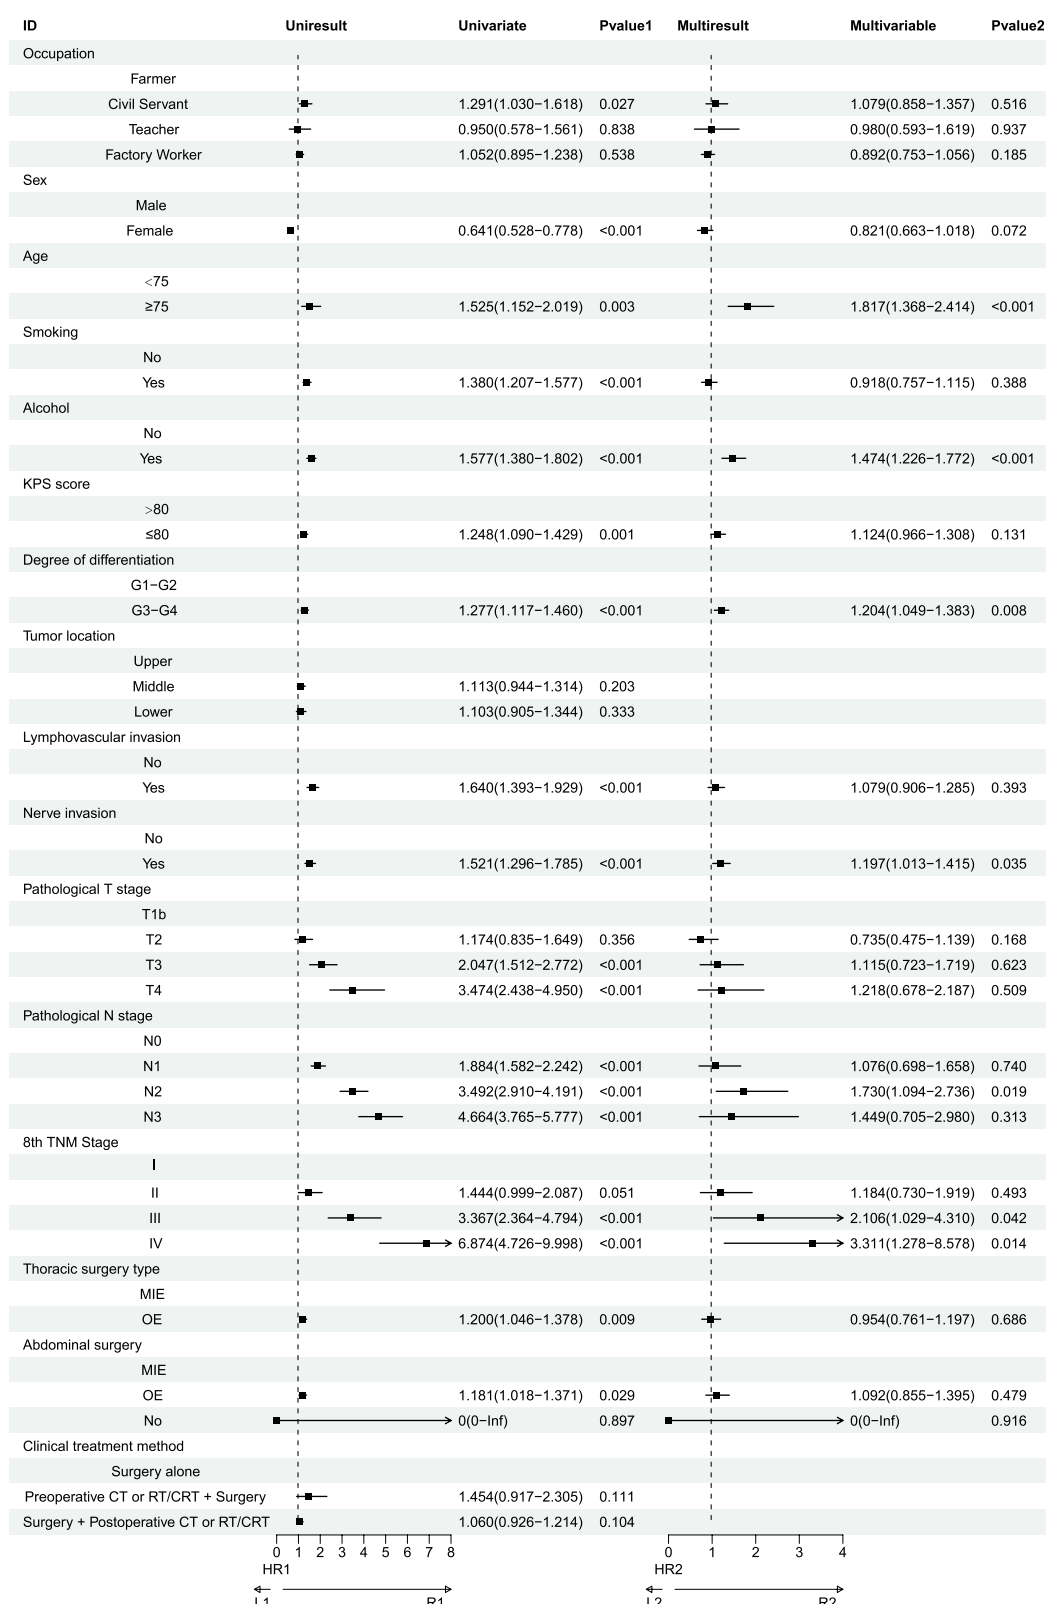 ID Uniresult Univariate Pvalue1 Multiresult Multivariable Pvalue2
Occupation
Farmer
Civil Servant 1.291(1.030−1.618) 0.027 1.079(0.858−1.357) 0.516
Teacher 0.950(0.578−1.561) 0.838 0.980(0.593−1.619) 0.937
Factory Worker 1.052(0.895−1.238) 0.538 0.892(0.753−1.056) 0.185
Sex
Male
Female 0.641(0.528−0.778) <0.001 0.821(0.663−1.018) 0.072
Age
<75
≥75 1.525(1.152−2.019) 0.003 1.817(1.368−2.414) <0.001
Smoking
No
Yes 1.380(1.207−1.577) <0.001 0.918(0.757−1.115) 0.388
Alcohol
No
Yes 1.577(1.380−1.802) <0.001 1.474(1.226−1.772) <0.001
KPS score
>80
≤80 1.248(1.090−1.429) 0.001 1.124(0.966−1.308) 0.131
Degree of differentiation
G1−G2
G3−G4 1.277(1.117−1.460) <0.001 1.204(1.049−1.383) 0.008
Tumor location
Upper
Middle 1.113(0.944−1.314) 0.203
Lower 1.103(0.905−1.344) 0.333
Lymphovascular invasion
No
Yes 1.640(1.393−1.929) <0.001 1.079(0.906−1.285) 0.393
Nerve invasion
No
Yes 1.521(1.296−1.785) <0.001 1.197(1.013−1.415) 0.035
Pathological T stage
T1b
T2 1.174(0.835−1.649) 0.356 0.735(0.475−1.139) 0.168
T3 2.047(1.512−2.772) <0.001 1.115(0.723−1.719) 0.623
T4 3.474(2.438−4.950) <0.001 1.218(0.678−2.187) 0.509
Pathological N stage
N0
N1 1.884(1.582−2.242) <0.001 1.076(0.698−1.658) 0.740
N2 3.492(2.910−4.191) <0.001 1.730(1.094−2.736) 0.019
N3 4.664(3.765−5.777) <0.001 1.449(0.705−2.980) 0.313
8th TNM Stage
I
II 1.444(0.999−2.087) 0.051 1.184(0.730−1.919) 0.493
III 3.367(2.364−4.794) <0.001 2.106(1.029−4.310) 0.042
IV 6.874(4.726−9.998) <0.001 3.311(1.278−8.578) 0.014
Thoracic surgery type
MIE
OE 1.200(1.046−1.378) 0.009 0.954(0.761−1.197) 0.686
Abdominal surgery
MIE
OE 1.181(1.018−1.371) 0.029 1.092(0.855−1.395) 0.479
No 0(0−Inf) 0.897 0(0−Inf) 0.916
Clinical treatment method
Surgery alone
Preoperative CT or RT/CRT + Surgery 1.454(0.917−2.305) 0.111
Surgery + Postoperative CT or RT/CRT 1.060(0.926−1.214) 0.104
0 1 2 3 4 5 6 7 8 0 1 2 3 4
HR1 HR2
L1 R1 L2 R2